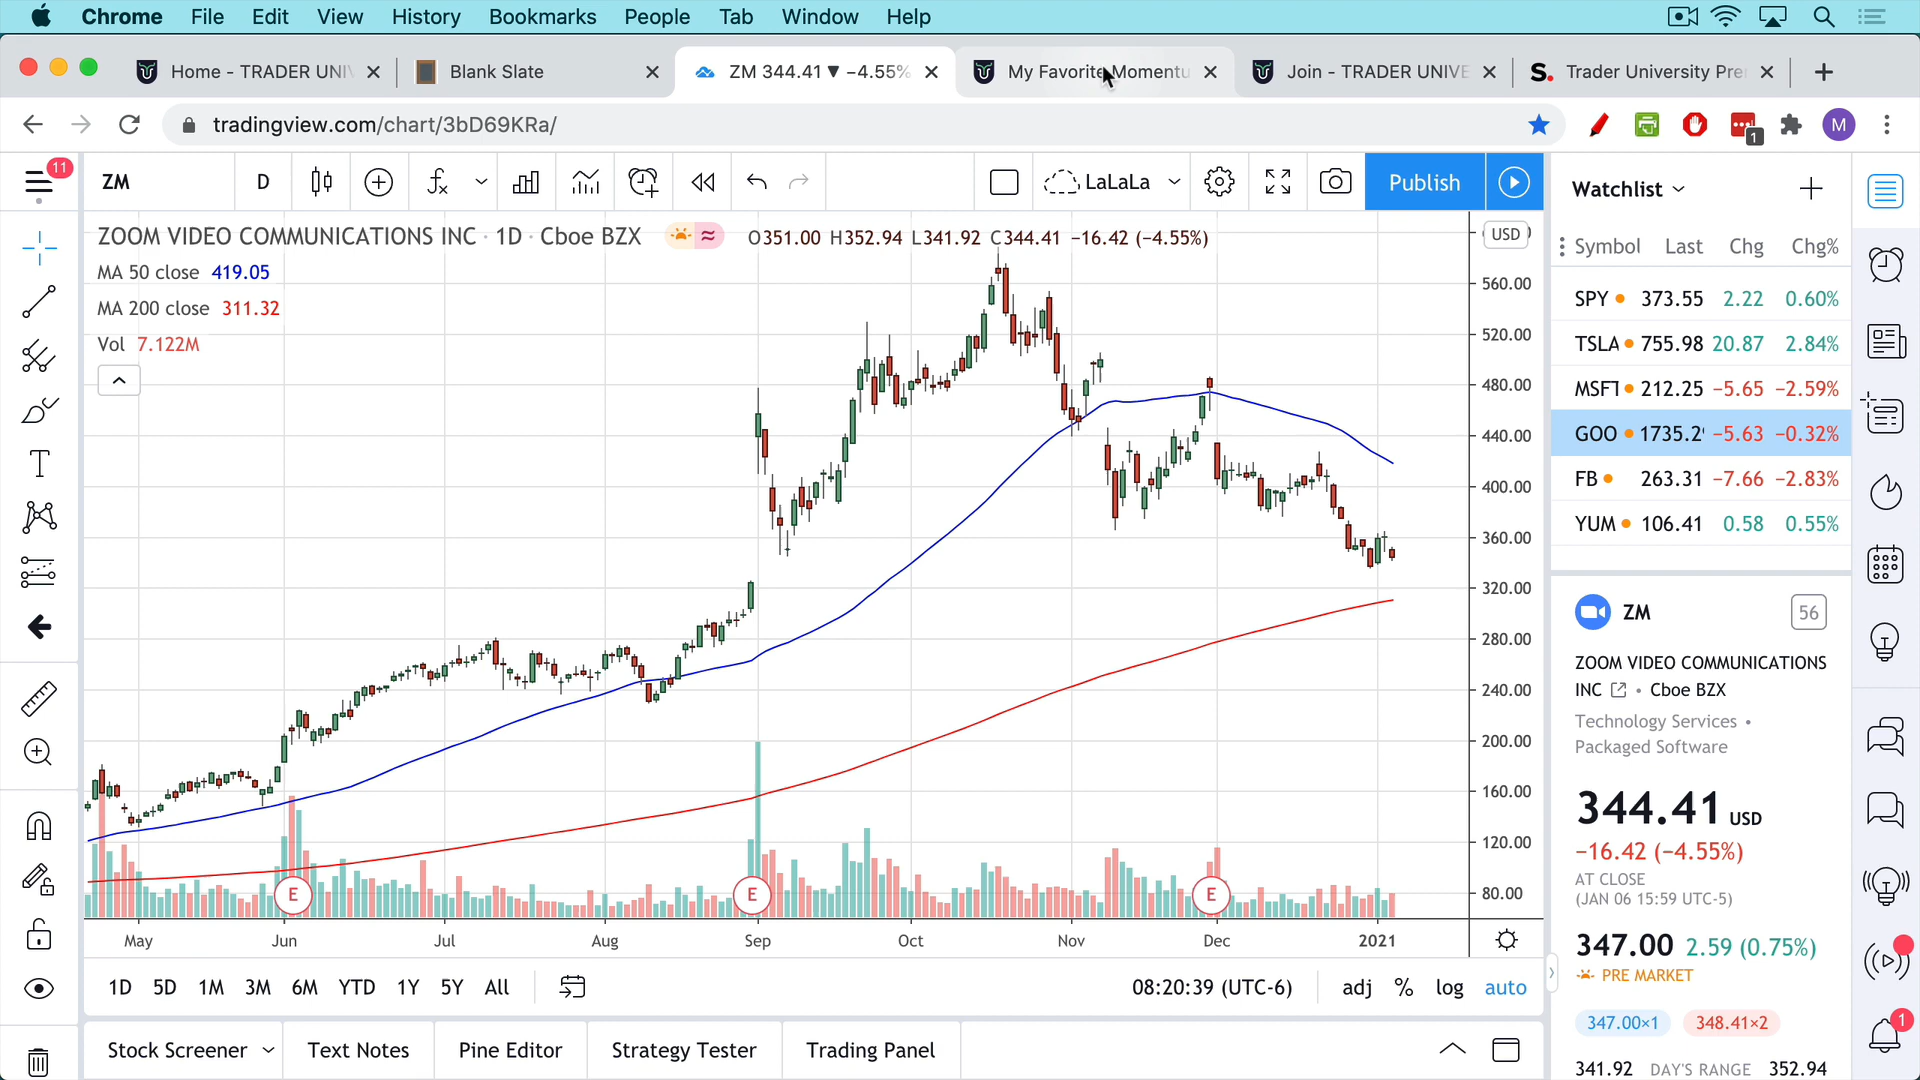 Chrome File Edit View History Bookmarks People Tab Window Help
Home - TRADER UNIV
Blank Slate
ZM 344.41 ▼ −4.55%
My Favorite Momentu
Join - TRADER UNIVE
S. Trader University Pre
tradingview.com/chart/3bD69KRa/
1
M
11
ZM
D
LaLaLa
Publish
Watchlist
ZOOM VIDEO COMMUNICATIONS INC · 1D · Cboe BZX
O351.00 H352.94 L341.92 C344.41 −16.42 (−4.55%)
USD
MA 50 close 419.05
MA 200 close 311.32
Vol 7.122M
Symbol Last Chg Chg%
SPY 373.55 2.22 0.60%
TSLA 755.98 20.87 2.84%
MSFT 212.25 −5.65 −2.59%
GOO 1735.29 −5.63 −0.32%
FB 263.31 −7.66 −2.83%
YUM 106.41 0.58 0.55%
560.00
520.00
480.00
440.00
400.00
360.00
320.00
280.00
240.00
200.00
160.00
120.00
80.00
E
E
E
May Jun Jul Aug Sep Oct Nov Dec 2021
ZM
56
ZOOM VIDEO COMMUNICATIONS
INC • Cboe BZX
Technology Services •
Packaged Software
344.41 USD
−16.42 (−4.55%)
AT CLOSE
(JAN 06 15:59 UTC-5)
347.00 2.59 (0.75%)
PRE MARKET
347.00×1 348.41×2
341.92 DAY'S RANGE 352.94
1
1D 5D 1M 3M 6M YTD 1Y 5Y All
08:20:39 (UTC-6)
adj % log auto
Stock Screener
Text Notes
Pine Editor
Strategy Tester
Trading Panel